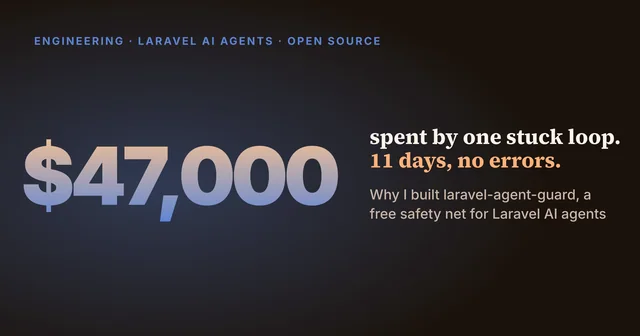 ENGINEERING · LARAVEL AI AGENTS · OPEN SOURCE
$47,000
spent by one stuck loop.
11 days, no errors.
Why I built laravel-agent-guard, a
free safety net for Laravel AI agents